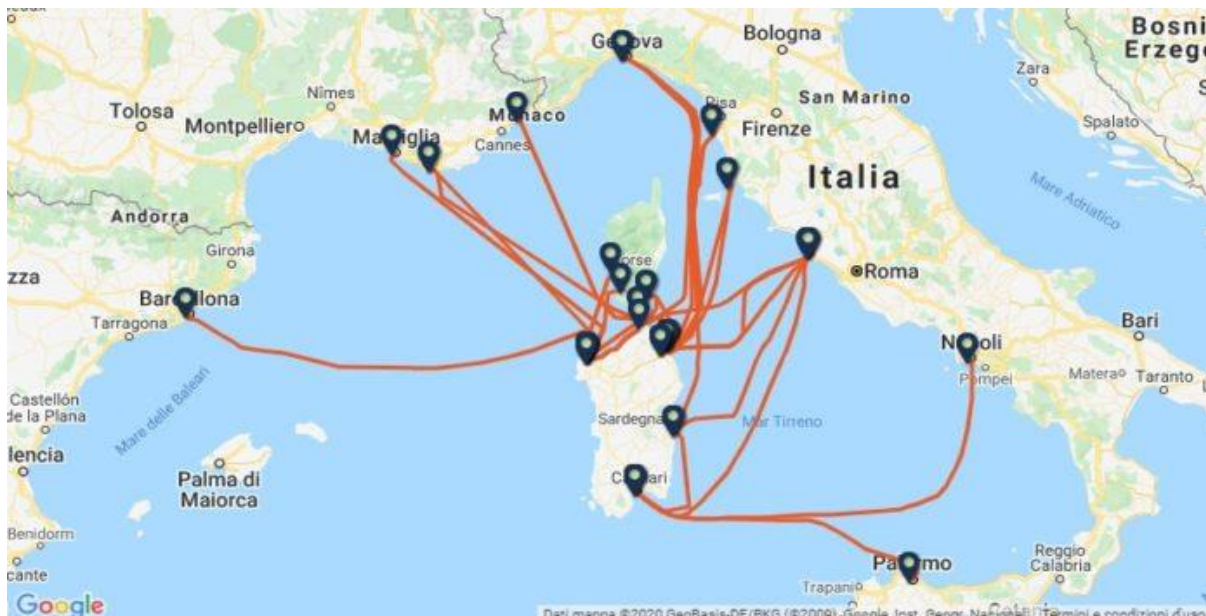 Bosni
Erzego
Genova
Bologna
Zara
Nîmes
Tolosa
Monaco
Pisa
San Marino
Montpellier
Firenze
Spalato
Marsiglia
Cannes
Italia
Mare Adriatico
Andorra
Girona
Corse
Roma
zza
Barcellona
Tarragona
Bari
Napoli
Pompei
Matera
Taranto
Mare delle Baleari
Castellón
de la Plana
Sardegna
Mar Tirreno
lencia
Palma di
Maiorca
Cagliari
Benidorm
cante
Palermo
Reggio
Calabria
Trapani
Google
Dati mappa ©2020 GeoBasis-DE/BKG (©2009), Google, Inst. Geogr. Nacional
Termini e condizioni d'uso